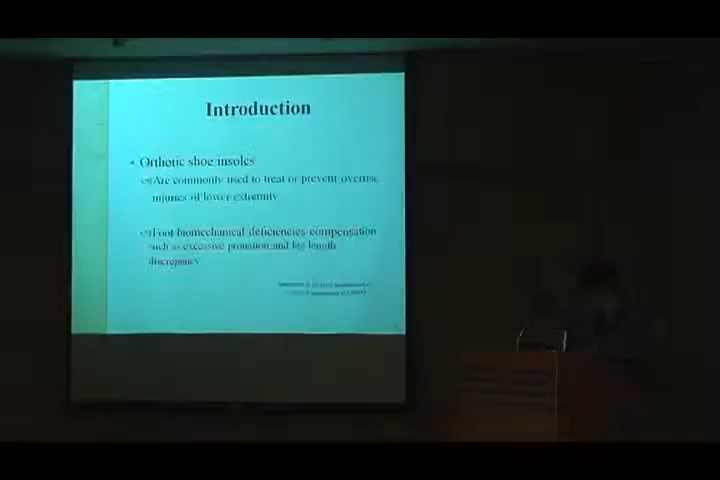 Introduction
Orthotic shoe insoles
Are commonly used to treat or prevent overuse
injuries of lower extremity
Foot biomechanical deficiencies compensation
such as excessive pronation and leg length
discrepancy